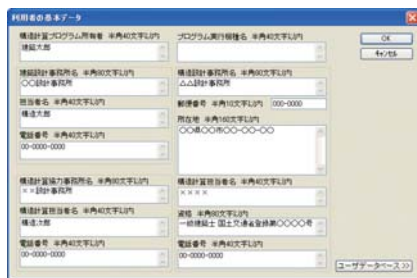 利用者の基本データ
構造計算プログラム所有者 半角40文字以内
建築太郎
プログラム実行機種名 半角40文字以内
OK
キャンセル
建築設計事務所名 半角80文字以内
○○設計事務所
構造設計事務所名 半角80文字以内
△△設計事務所
担当者名 半角40文字以内
構造太郎
郵便番号 半角10文字以内 000-0000
所在地 半角160文字以内
○○県○○市○○-○○-○○
電話番号 半角40文字以内
00-0000-0000
構造計算協力事務所名 半角80文字以内
××設計事務所
構造計算担当者名 半角40文字以内
××××
構造計算担当者名 半角40文字以内
構造次郎
資格 半角80文字以内
一級建築士 国土交通省登録第○○○○号
電話番号 半角40文字以内
00-0000-0000
電話番号 半角40文字以内
00-0000-0000
ユーザデータベース>>